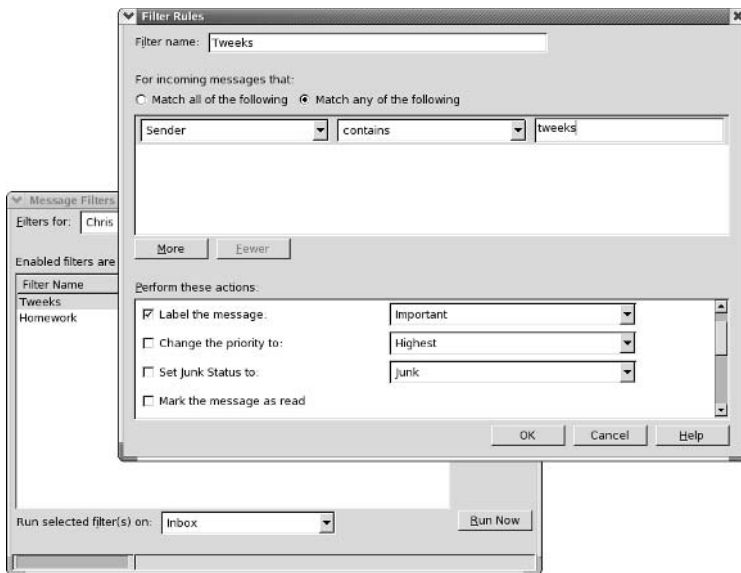 Filter Rules
Filter name: Tweeks
For incoming messages that:
Match all of the following Match any of the following
Sender contains tweeks
More Fewer
Perform these actions:
Label the message: Important
Change the priority to: Highest
Set Junk Status to: Junk
Mark the message as read
OK Cancel Help
Message Filters
Filters for: Chris
Enabled filters are
Filter Name
Tweeks
Homework
Run selected filter(s) on: Inbox Run Now